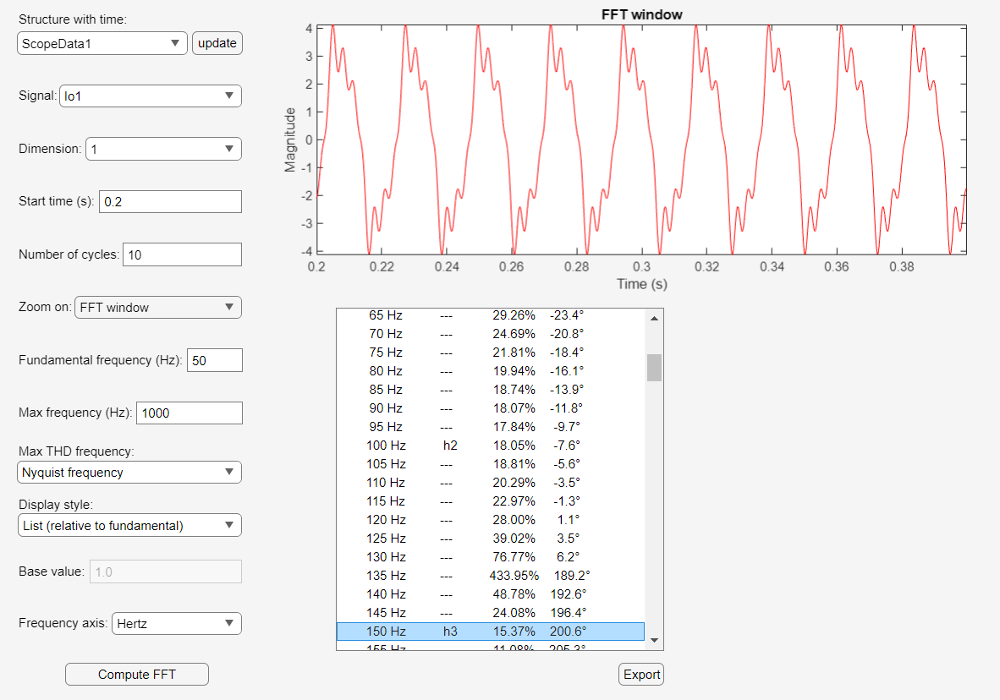 Structure with time:
ScopeData1
update
Signal: Io1
Dimension: 1
Start time (s): 0.2
Number of cycles: 10
Zoom on: FFT window
Fundamental frequency (Hz): 50
Max frequency (Hz): 1000
Max THD frequency:
Nyquist frequency
Display style:
List (relative to fundamental)
Base value: 1.0
Frequency axis: Hertz
Compute FFT
FFT window
4
3
2
1
0
-1
-2
-3
-4
Magnitude
0.2 0.22 0.24 0.26 0.28 0.3 0.32 0.34 0.36 0.38
Time (s)
65 Hz --- 29.26% -23.4°
70 Hz --- 24.69% -20.8°
75 Hz --- 21.81% -18.4°
80 Hz --- 19.94% -16.1°
85 Hz --- 18.74% -13.9°
90 Hz --- 18.07% -11.8°
95 Hz --- 17.84% -9.7°
100 Hz h2 18.05% -7.6°
105 Hz --- 18.81% -5.6°
110 Hz --- 20.29% -3.5°
115 Hz --- 22.97% -1.3°
120 Hz --- 28.00% 1.1°
125 Hz --- 39.02% 3.5°
130 Hz --- 76.77% 6.2°
135 Hz --- 433.95% 189.2°
140 Hz --- 48.78% 192.6°
145 Hz --- 24.08% 196.4°
150 Hz h3 15.37% 200.6°
155 Hz --- 11.08% 205.3°
Export